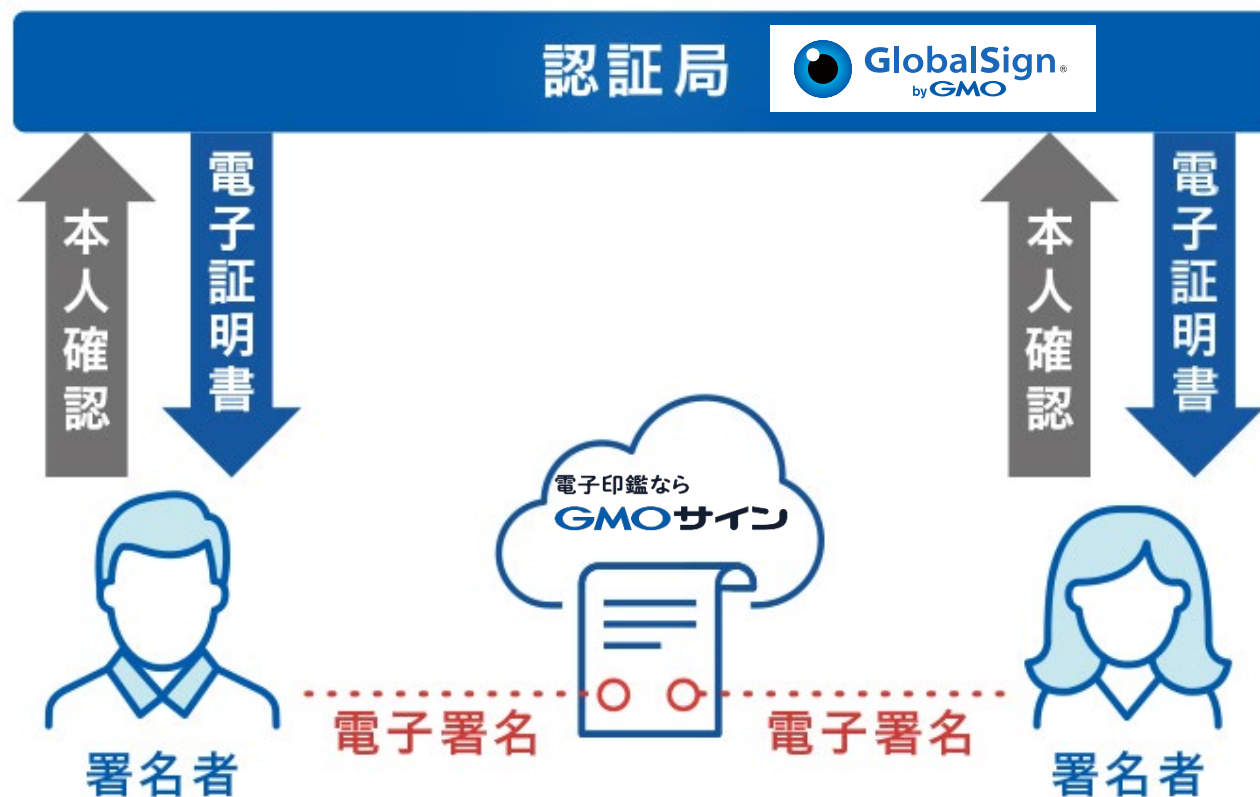 認証局
GlobalSign®
by GMO
本人確認
電子証明書
本人確認
電子証明書
電子印鑑なら
GMOサイン
電子署名
電子署名
署名者
署名者